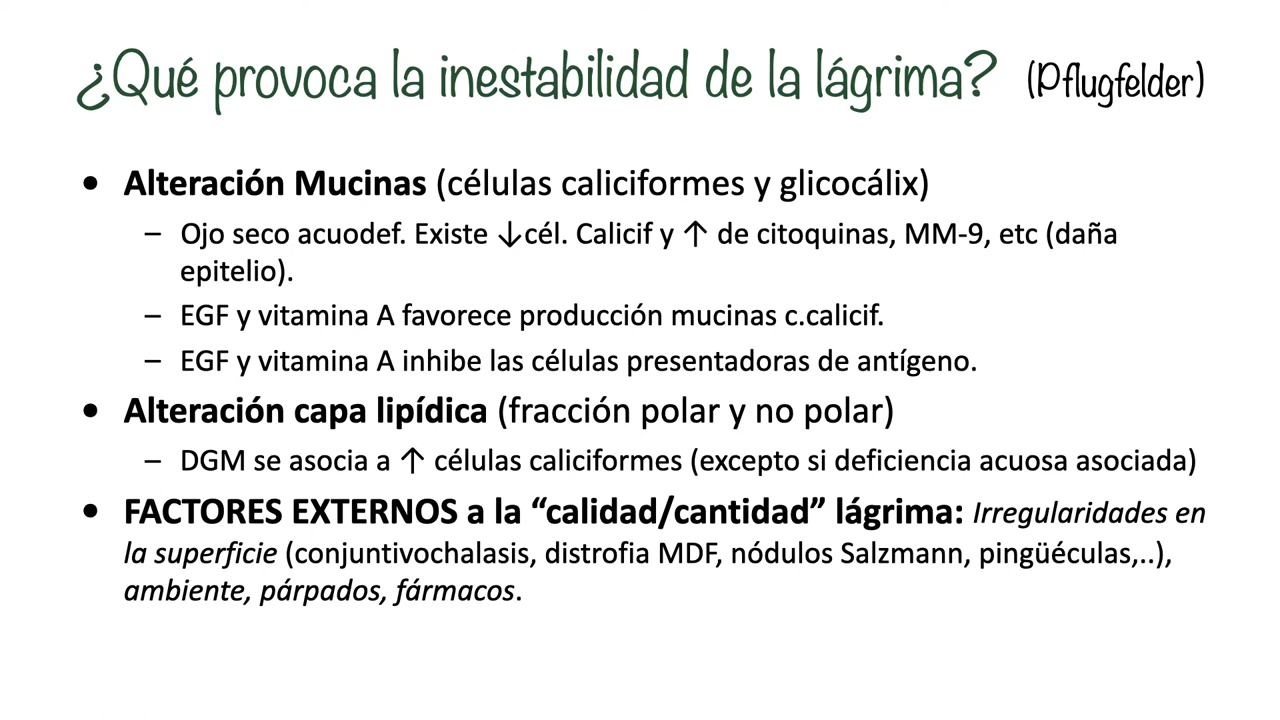 ¿Qué provoca la inestabilidad de la lágrima? (Pflugfelder)
• Alteración Mucinas (células caliciformes y glicocálix)
– Ojo seco acuodef. Existe ↓cél. Calicif y ↑ de citoquinas, MM-9, etc (daña
epitelio).
– EGF y vitamina A favorece producción mucinas c.calicif.
– EGF y vitamina A inhibe las células presentadoras de antígeno.
• Alteración capa lipídica (fracción polar y no polar)
– DGM se asocia a ↑ células caliciformes (excepto si deficiencia acuosa asociada)
• FACTORES EXTERNOS a la “calidad/cantidad” lágrima: Irregularidades en
la superficie (conjuntivochalasis, distrofia MDF, nódulos Salzmann, pingüéculas,..),
ambiente, párpados, fármacos.